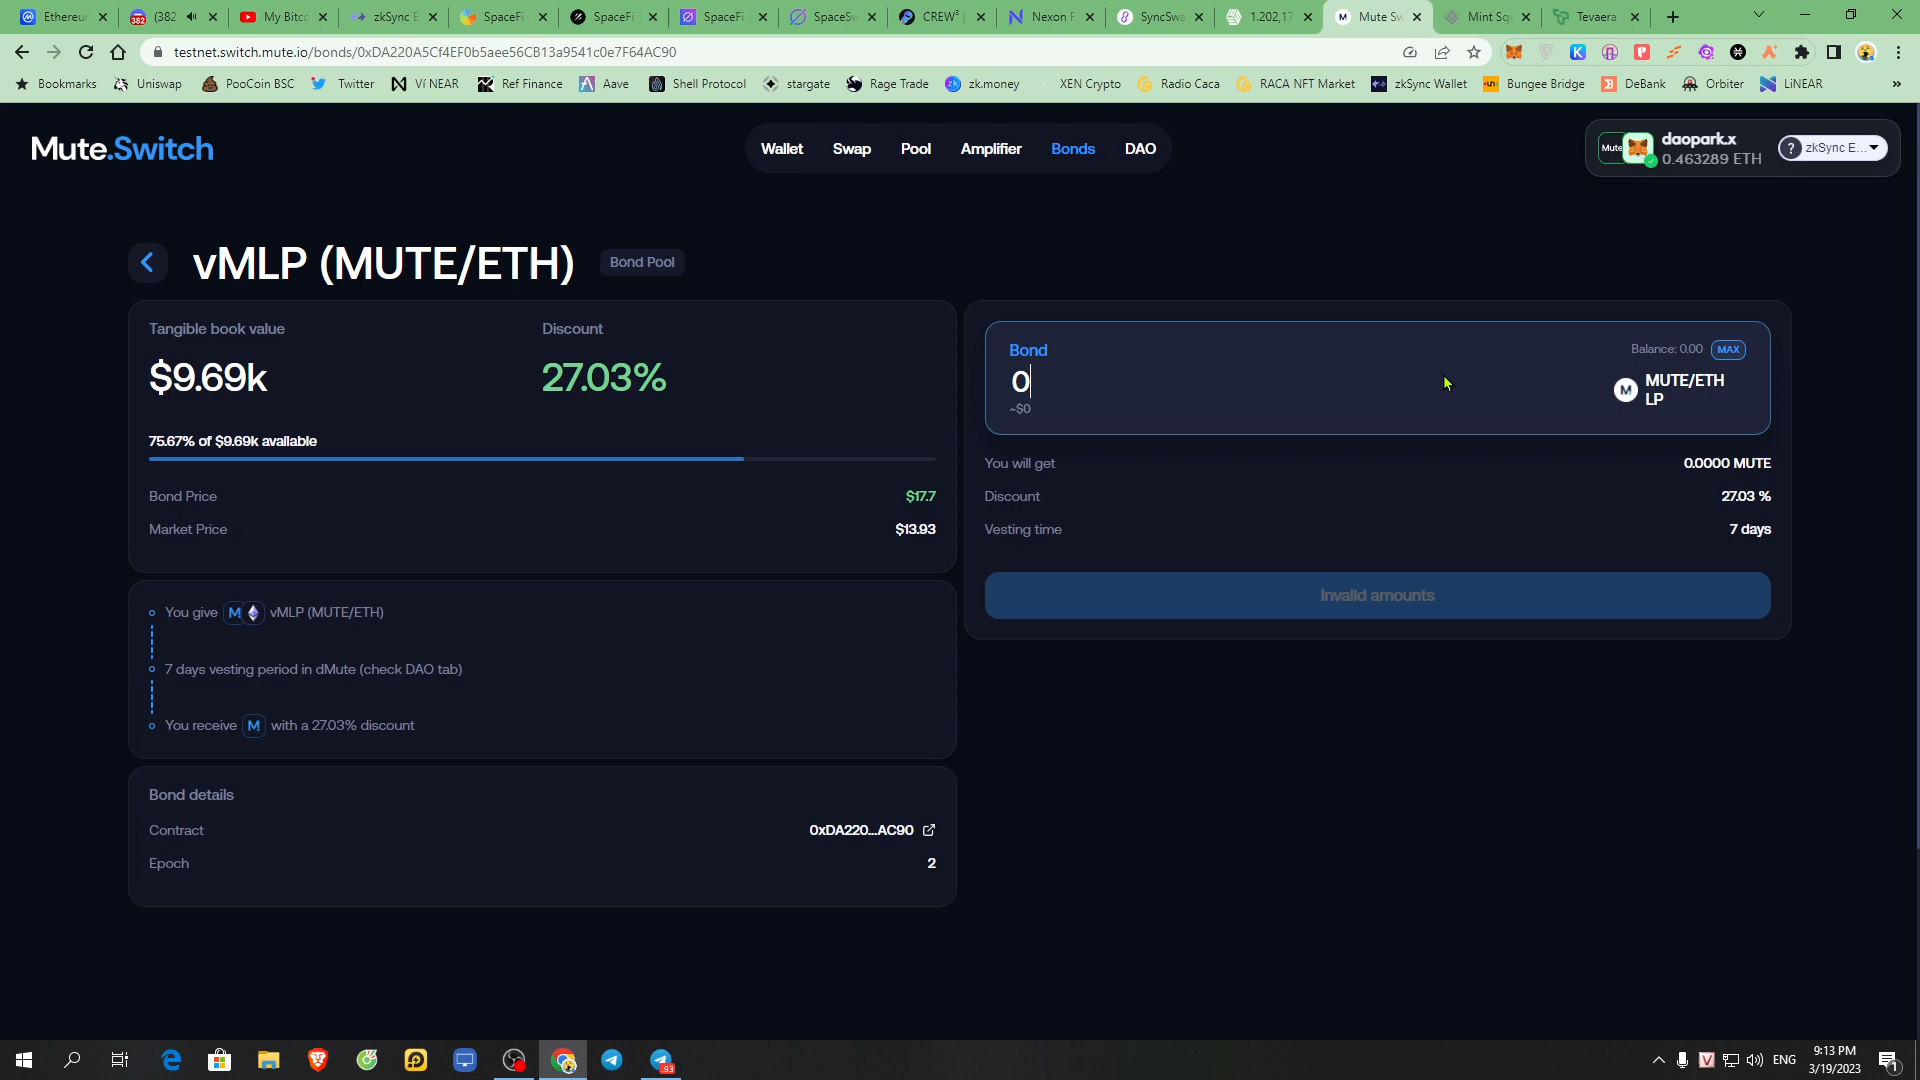 Ethereu
(382
My Bitco
zkSync E
SpaceFi
SpaceFi
SpaceFi
SpaceSw
CREW³
Nexon F
SyncSwa
1.202,17
Mute Sw
Mint Sq
Tevaera
testnet.switch.mute.io/bonds/0xDA220A5Cf4EF0b5aee56CB13a9541c0e7F64AC90
Bookmarks
Uniswap
PooCoin BSC
Twitter
Ví NEAR
Ref Finance
Aave
Shell Protocol
stargate
Rage Trade
zk.money
XEN Crypto
Radio Caca
RACA NFT Market
zkSync Wallet
Bungee Bridge
DeBank
Orbiter
LiNEAR
Mute.Switch
Wallet
Swap
Pool
Amplifier
Bonds
DAO
Mute
daopark.x
0.463289 ETH
? zkSync E...
vMLP (MUTE/ETH)
Bond Pool
Tangible book value
Discount
$9.69k
27.03%
75.67% of $9.69k available
Bond Price
$17.7
Market Price
$13.93
You give M vMLP (MUTE/ETH)
7 days vesting period in dMute (check DAO tab)
You receive M with a 27.03% discount
Bond details
Contract
0xDA220...AC90
Epoch
2
Bond
Balance: 0.00 MAX
0
~$0
M MUTE/ETH
LP
You will get
0.0000 MUTE
Discount
27.03 %
Vesting time
7 days
Invalid amounts
93
ENG
9:13 PM
3/19/2023
1